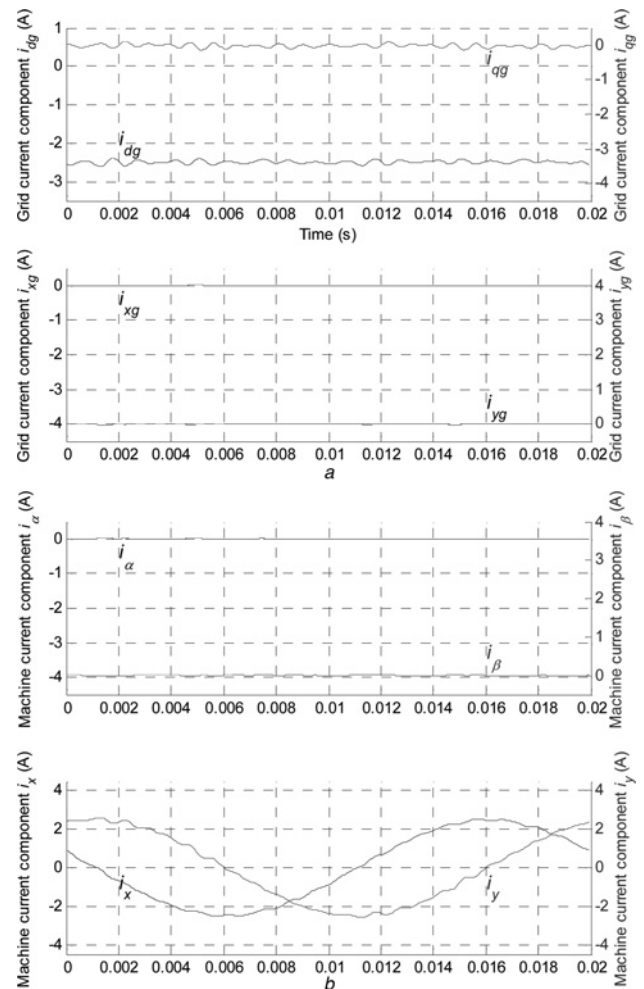 Grid current component i_dg (A)
1
0
-1
-2
-3
Grid current component i_qg (A)
0
-1
-2
-3
i_qg
i_dg
0 0.002 0.004 0.006 0.008 0.01 0.012 0.014 0.016 0.018 0.02
Time (s)
Grid current component i_xg (A)
0
-1
-2
-3
-4
Grid current component i_yg (A)
4
3
2
1
0
i_xg
i_yg
0 0.002 0.004 0.006 0.008 0.01 0.012 0.014 0.016 0.018 0.02
a
Machine current component i_α (A)
0
-1
-2
-3
-4
Machine current component i_β (A)
4
3
2
1
0
i_α
i_β
0 0.002 0.004 0.006 0.008 0.01 0.012 0.014 0.016 0.018 0.02
Machine current component i_x (A)
4
2
0
-2
-4
Machine current component i_y (A)
4
2
0
-2
-4
i_x
i_y
0 0.002 0.004 0.006 0.008 0.01 0.012 0.014 0.016 0.018 0.02
b